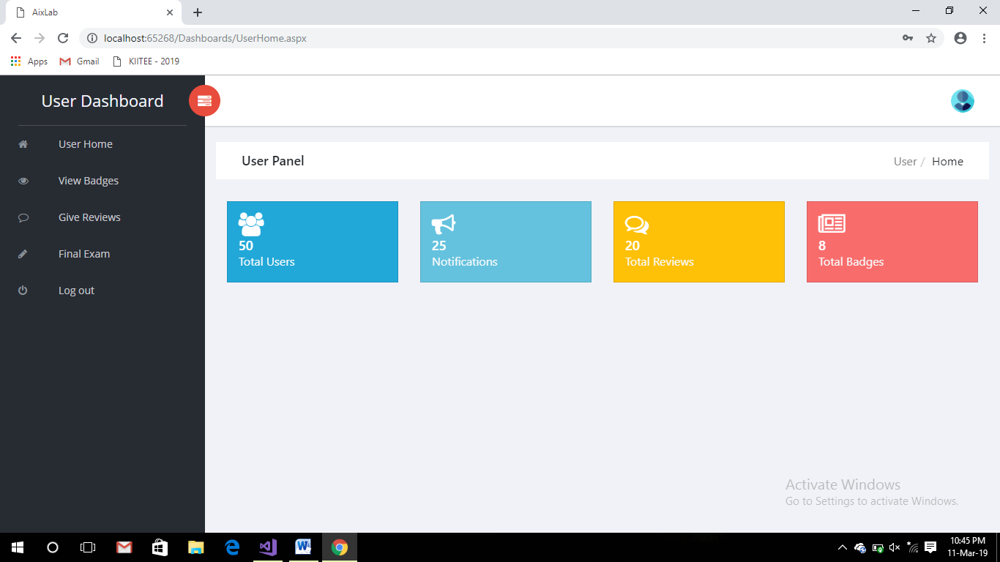 AixLab
localhost:65268/Dashboards/UserHome.aspx
Apps Gmail KIITEE - 2019
User Dashboard
User Home
View Badges
Give Reviews
Final Exam
Log out
User Panel
User / Home
50
Total Users
25
Notifications
20
Total Reviews
8
Total Badges
Activate Windows
Go to Settings to activate Windows.
10:45 PM
11-Mar-19